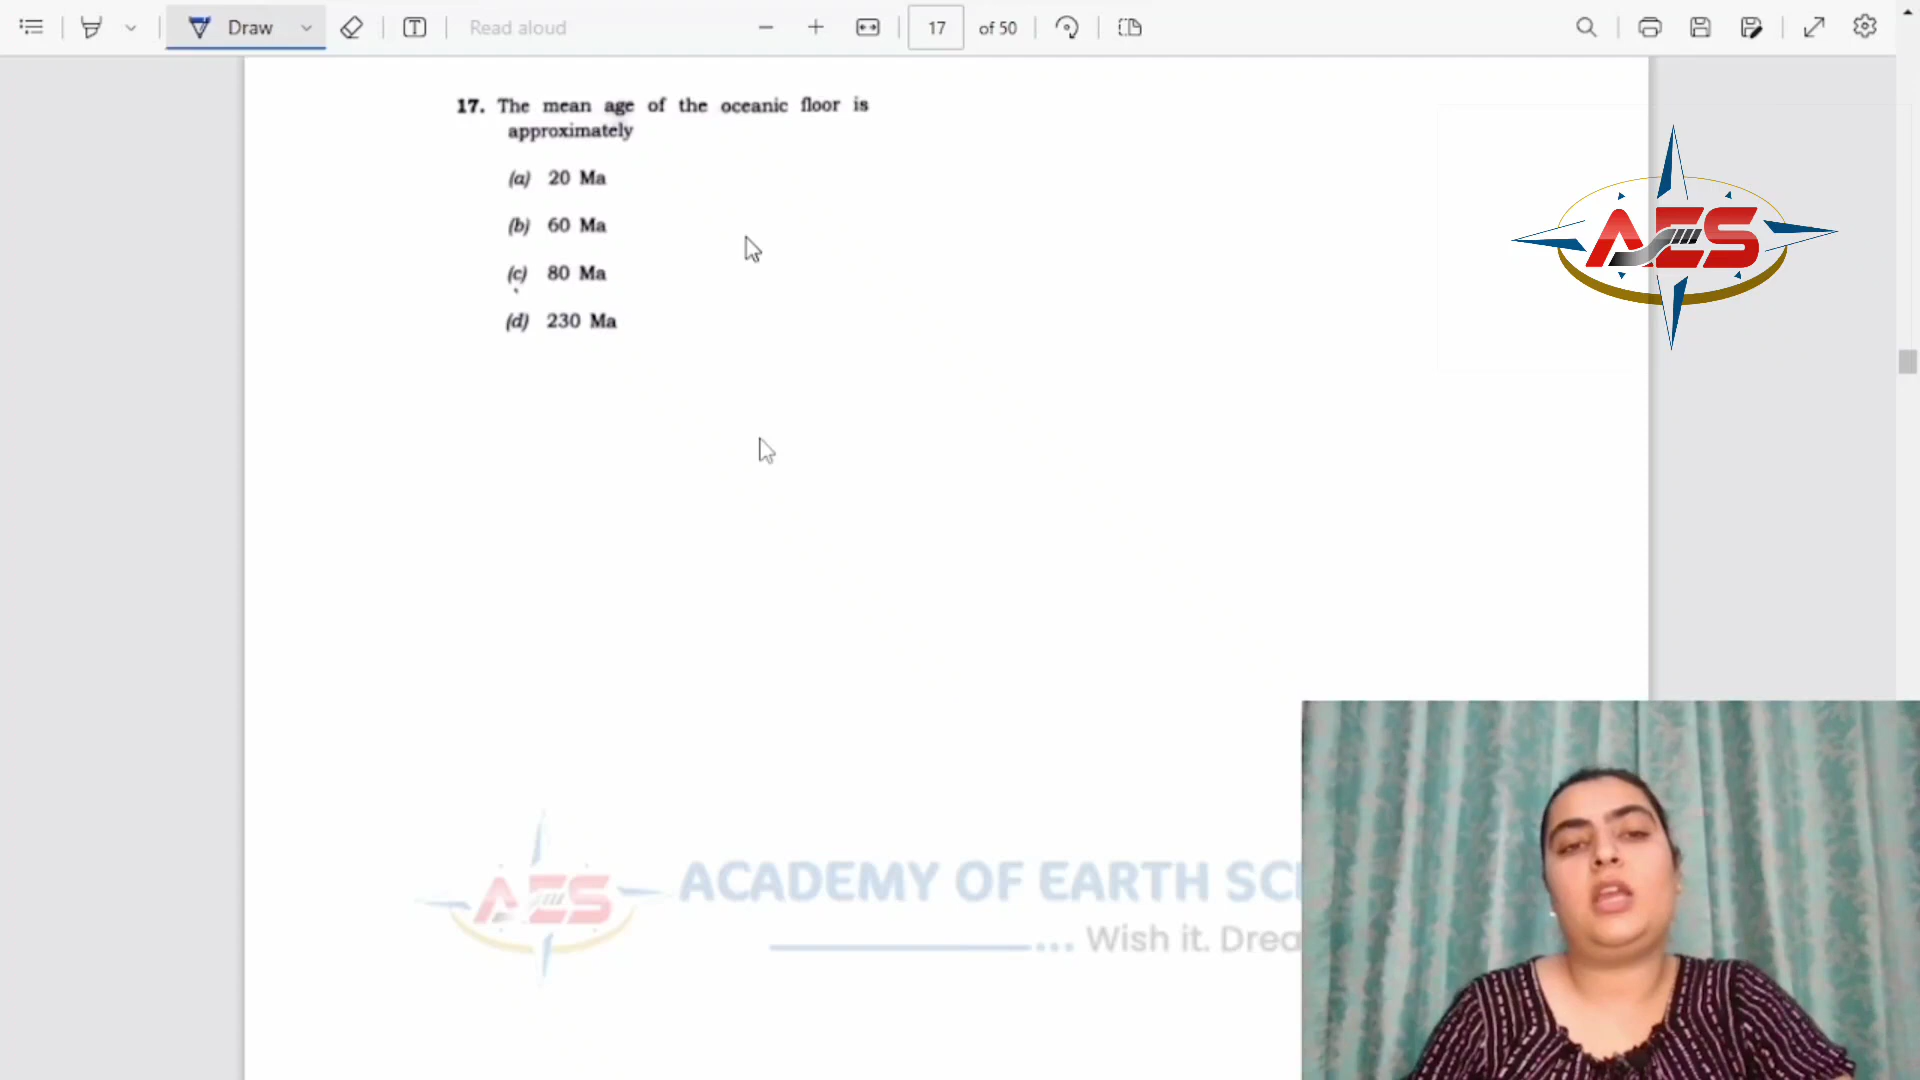 Draw
Read aloud
17
of 50
17. The mean age of the oceanic floor is
approximately
(a) 20 Ma
(b) 60 Ma
(c) 80 Ma
(d) 230 Ma
AES
AES
ACADEMY OF EARTH SC
Wish it. Drea